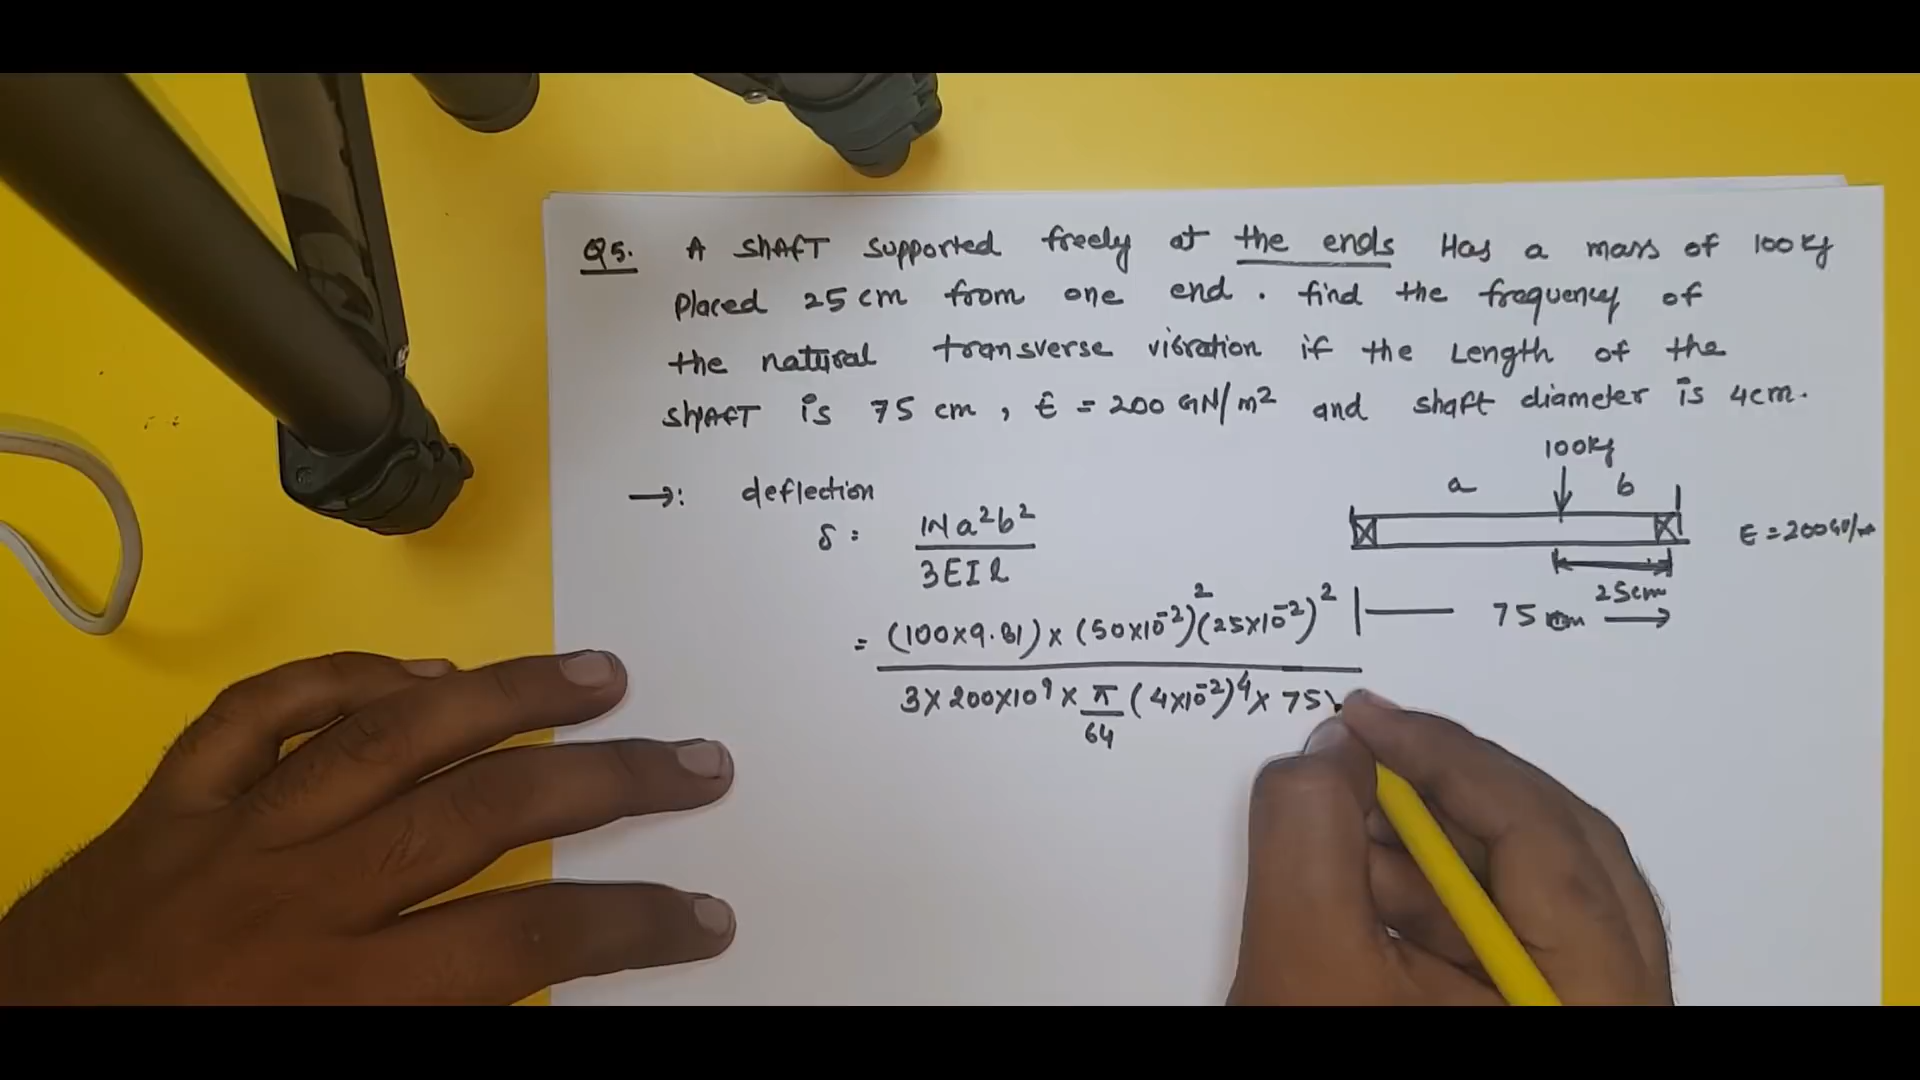 Q5. A SHAFT supported freely at the ends Has a mass of 100 kg
Placed 25 cm from one end . find the frequency of
the natural transverse vibration if the Length of the
SHAFT is 75 cm , E = 200 GN/m² and shaft diameter is 4cm.
100kg
→: deflection
a b
δ = Wa²b²
3EIl
E = 200GN/m
25cm
75 cm
= (100×9.81) × (50×10⁻²)²(25×10⁻²)²
3 × 200×10⁹ × π/64 (4×10⁻²)⁴ × 75×